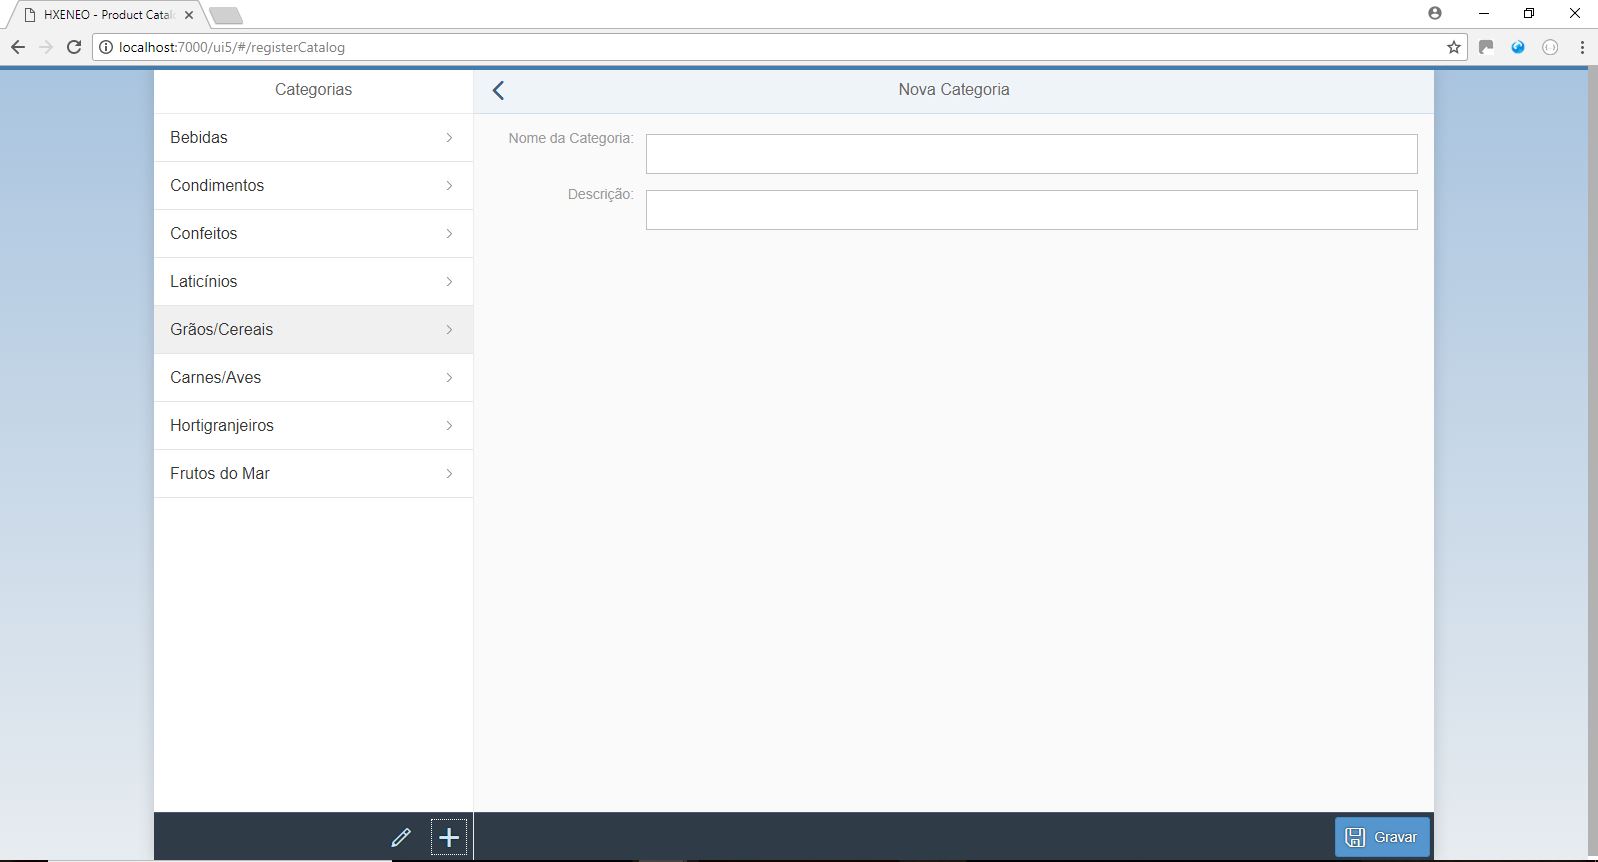 HXENEO - Product Catal
localhost:7000/ui5/#/registerCatalog
Categorias
Nova Categoria
Bebidas
Condimentos
Confeitos
Laticínios
Grãos/Cereais
Carnes/Aves
Hortigranjeiros
Frutos do Mar
Nome da Categoria:
Descrição:
Gravar